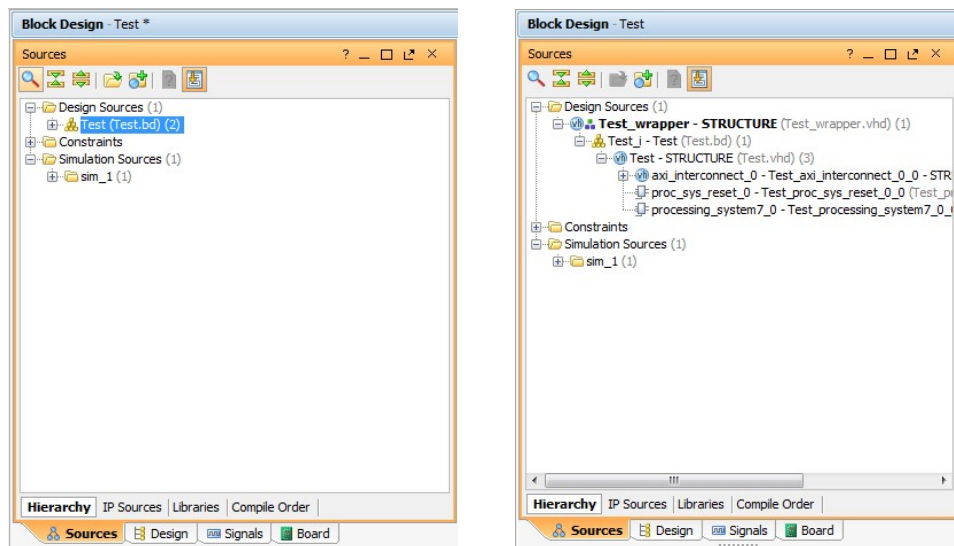 Block Design - Test *
Sources
? _ □ ×
Design Sources (1)
Test (Test.bd) (2)
Constraints
Simulation Sources (1)
sim_1 (1)
Hierarchy IP Sources Libraries Compile Order
Sources Design Signals Board
Block Design - Test
Sources
? _ □ ×
Design Sources (1)
Test_wrapper - STRUCTURE (Test_wrapper.vhd) (1)
Test_i - Test (Test.bd) (1)
Test - STRUCTURE (Test.vhd) (3)
axi_interconnect_0 - Test_axi_interconnect_0_0 - STR
proc_sys_reset_0 - Test_proc_sys_reset_0_0 (Test_p
processing_system7_0 - Test_processing_system7_0_
Constraints
Simulation Sources (1)
sim_1 (1)
Hierarchy IP Sources Libraries Compile Order
Sources Design Signals Board